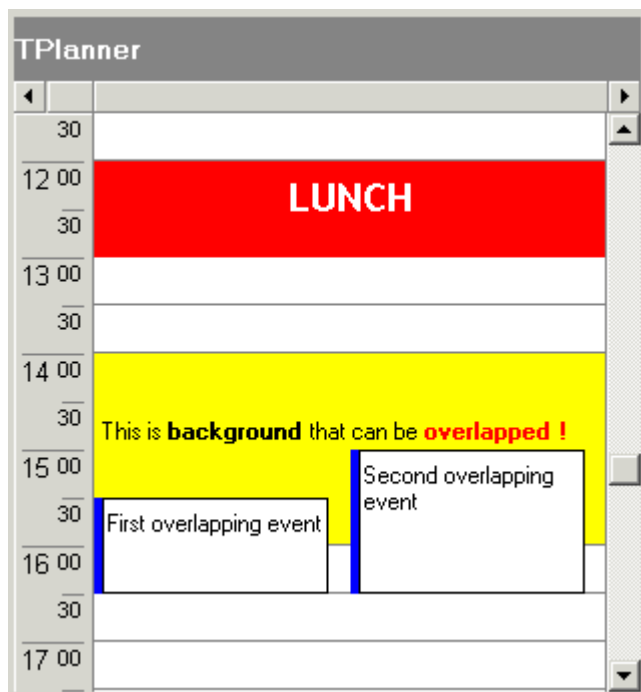 TPlanner
30
12 00
LUNCH
30
13 00
30
14 00
30
This is background that can be overlapped !
15 00
Second overlapping
event
30
First overlapping event
16 00
30
17 00